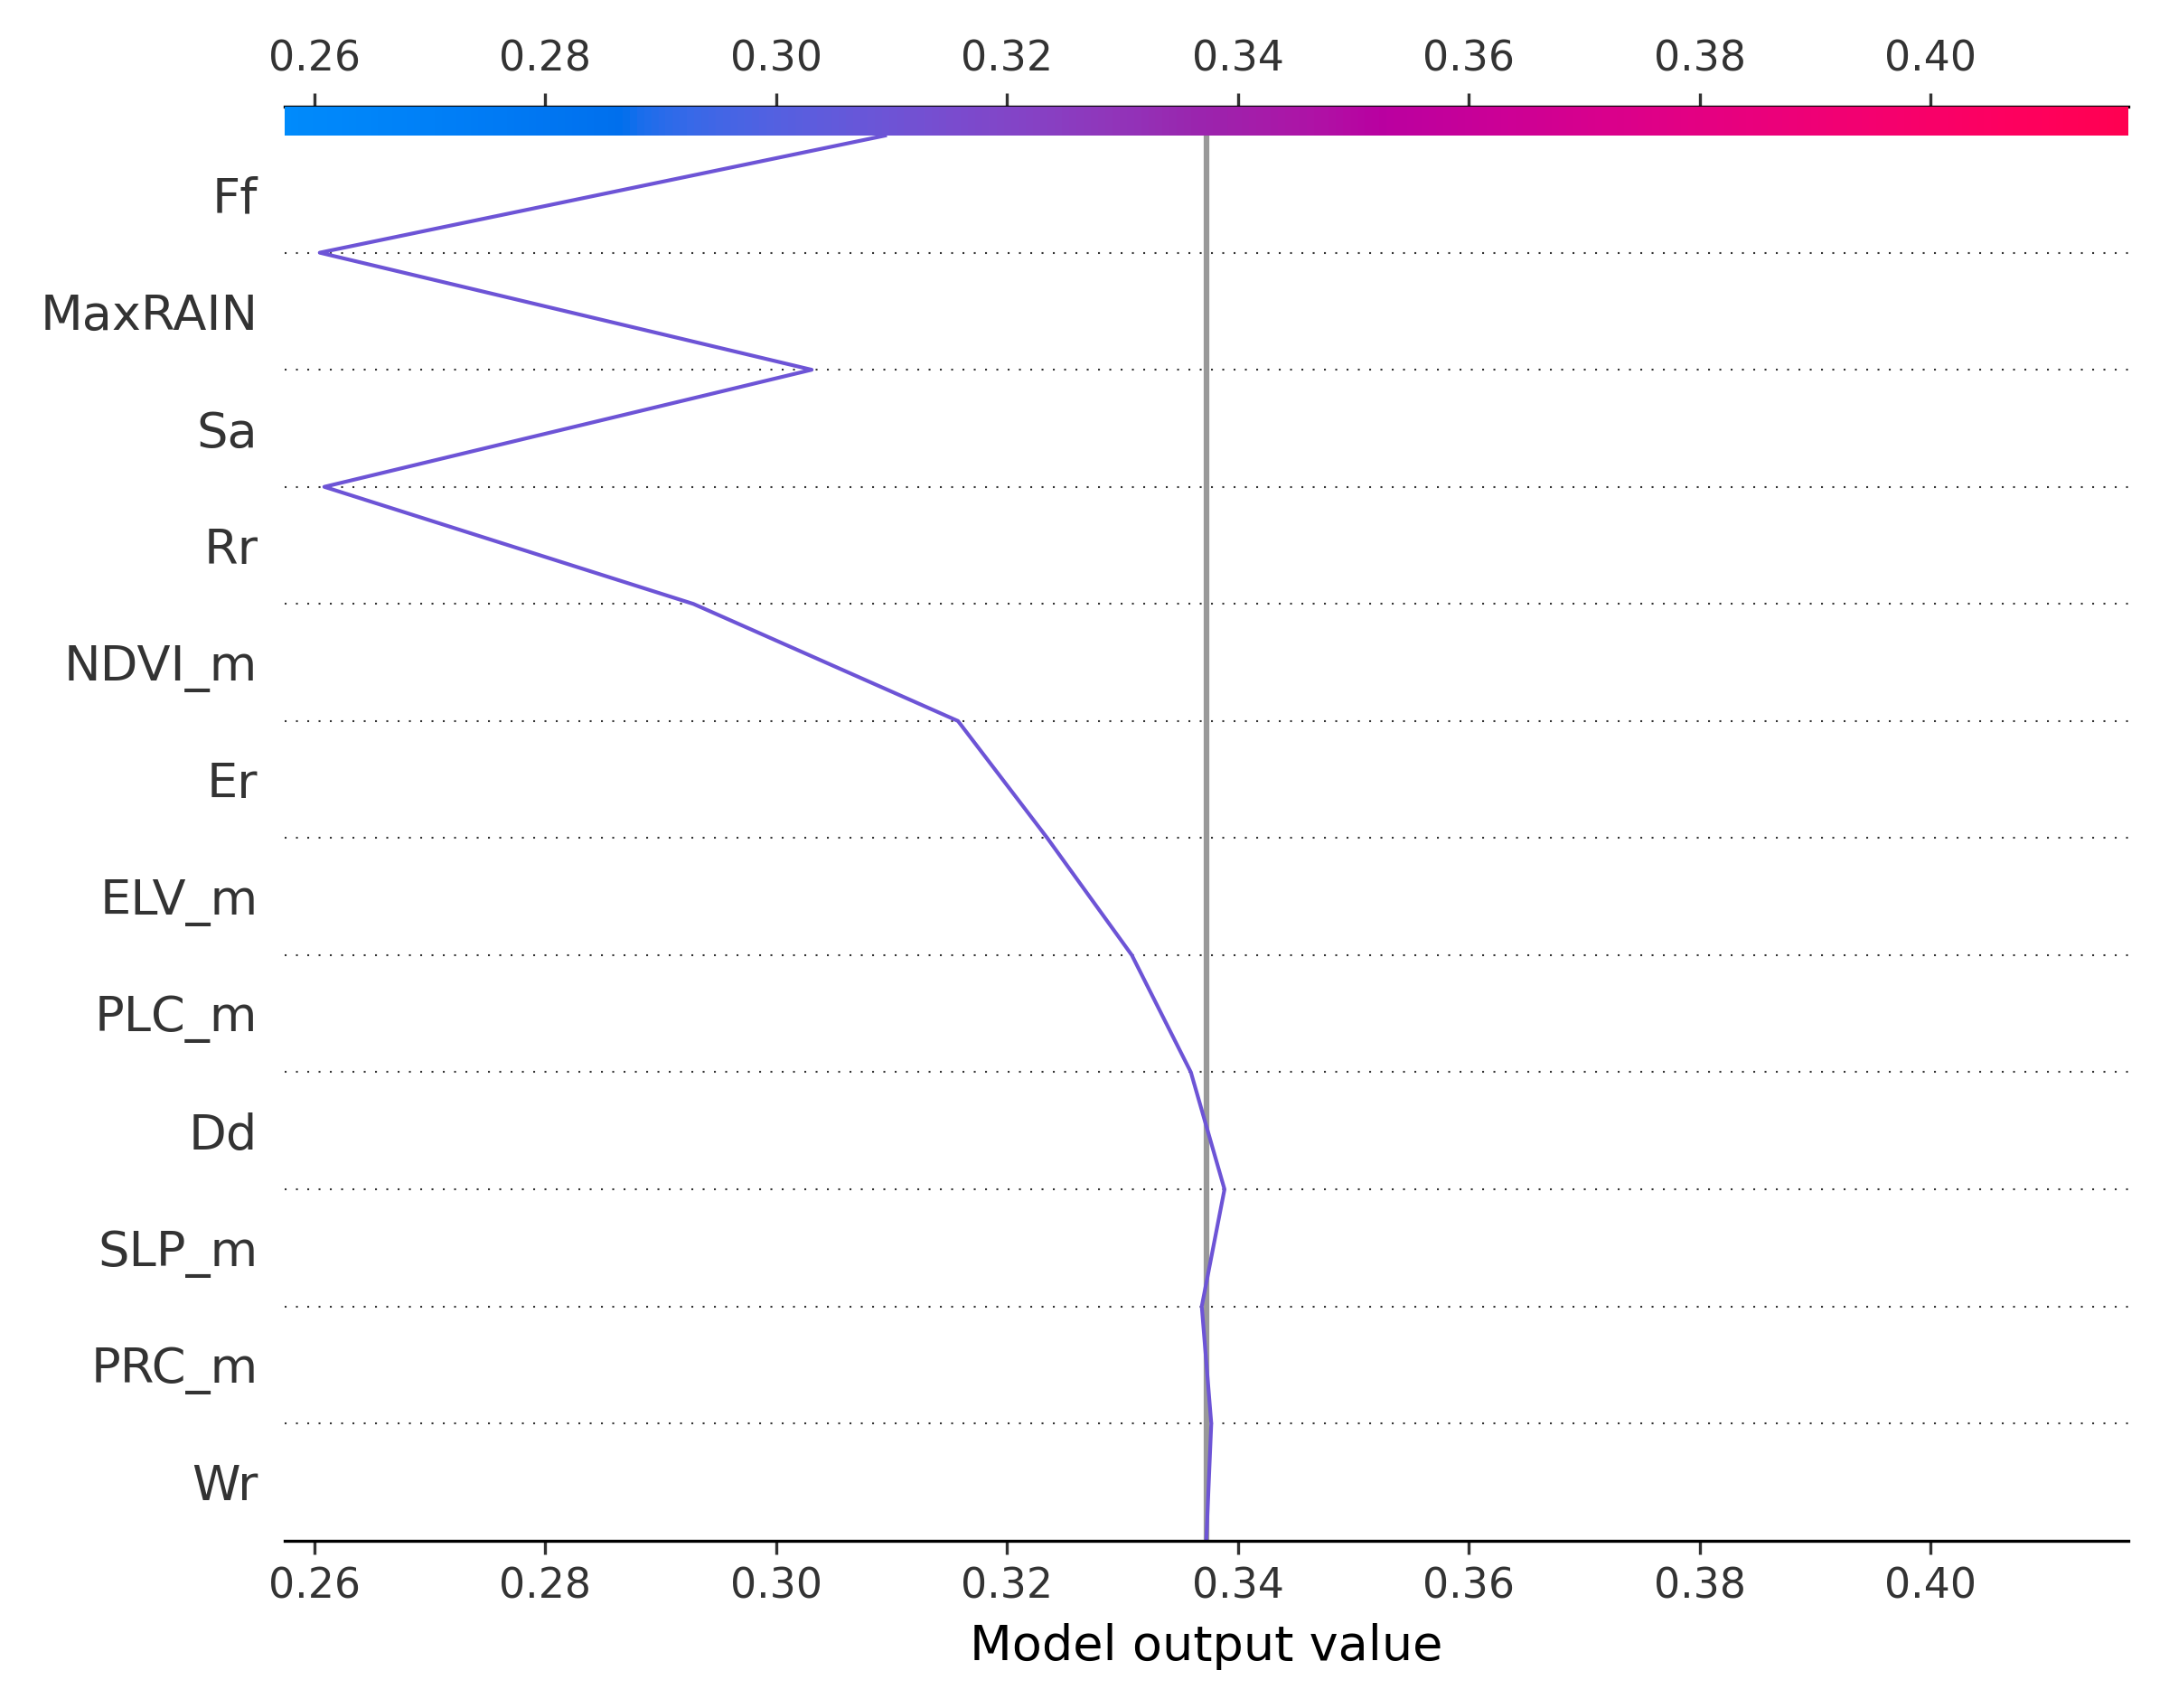 0.26 0.28 0.30 0.32 0.34 0.36 0.38 0.40
Ff
MaxRAIN
Sa
Rr
NDVI_m
Er
ELV_m
PLC_m
Dd
SLP_m
PRC_m
Wr
0.26 0.28 0.30 0.32 0.34 0.36 0.38 0.40
Model output value